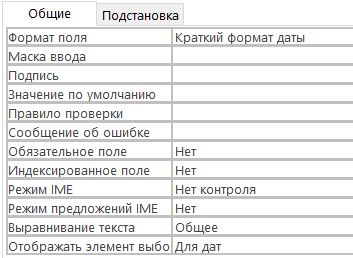 Общие Подстановка
Формат поля Краткий формат даты
Маска ввода
Подпись
Значение по умолчанию
Правило проверки
Сообщение об ошибке
Обязательное поле Нет
Индексированное поле Нет
Режим IME Нет контроля
Режим предложений IME Нет
Выравнивание текста Общее
Отображать элемент выбо Для дат